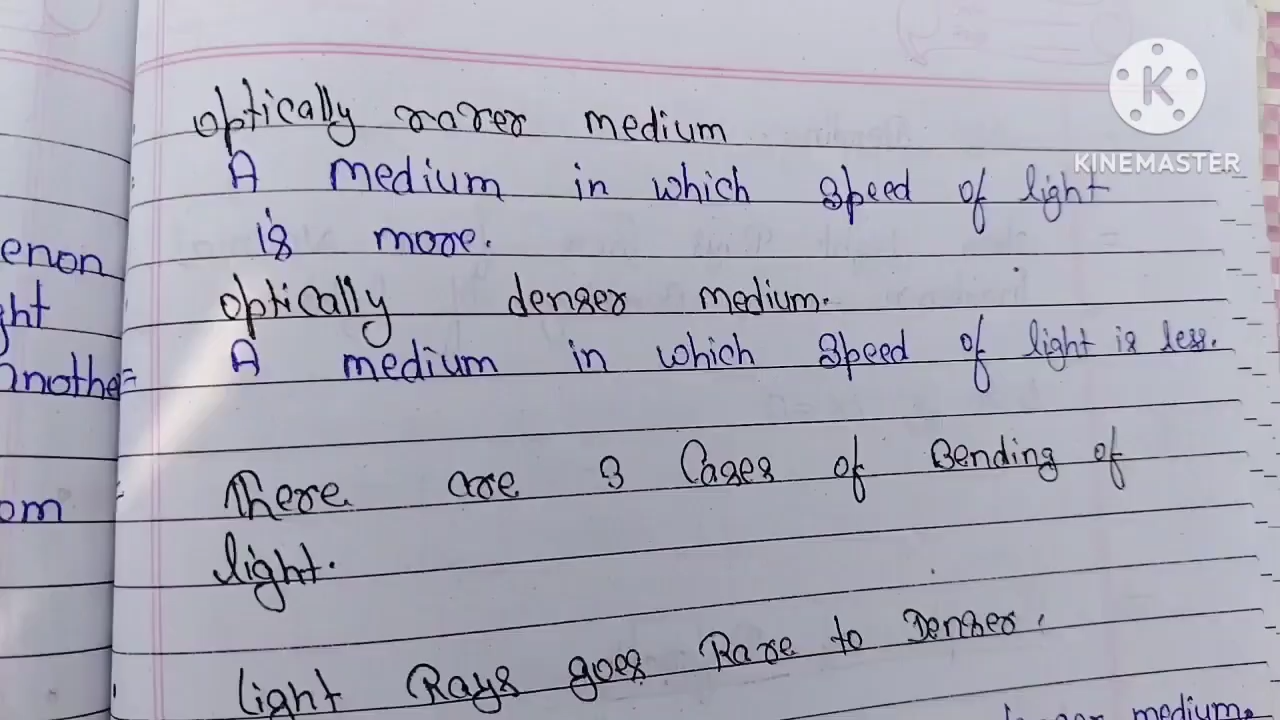 optically rarer medium
A medium in which speed of light
is more.
optically denser medium.
A medium in which speed of light is less.
There are 3 Cases of Bending of
light.
light Rays goes Rare to Denser.
medium.
enon
ght
another
om
K
KINEMASTER